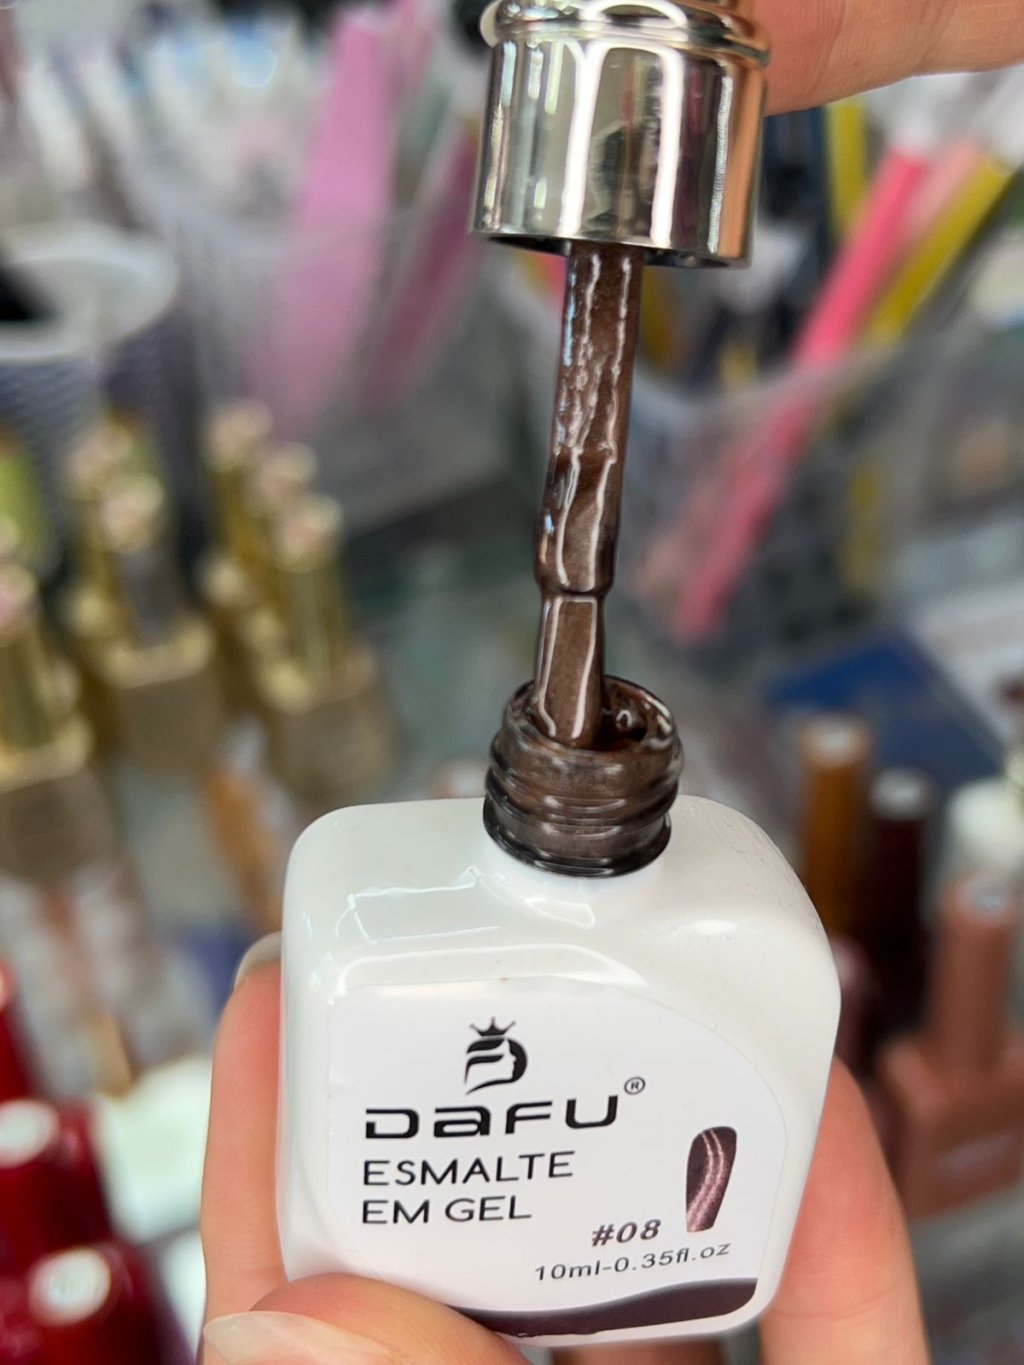 DAFU®
ESMALTE
EM GEL
#08
10ml-0.35fl.oz